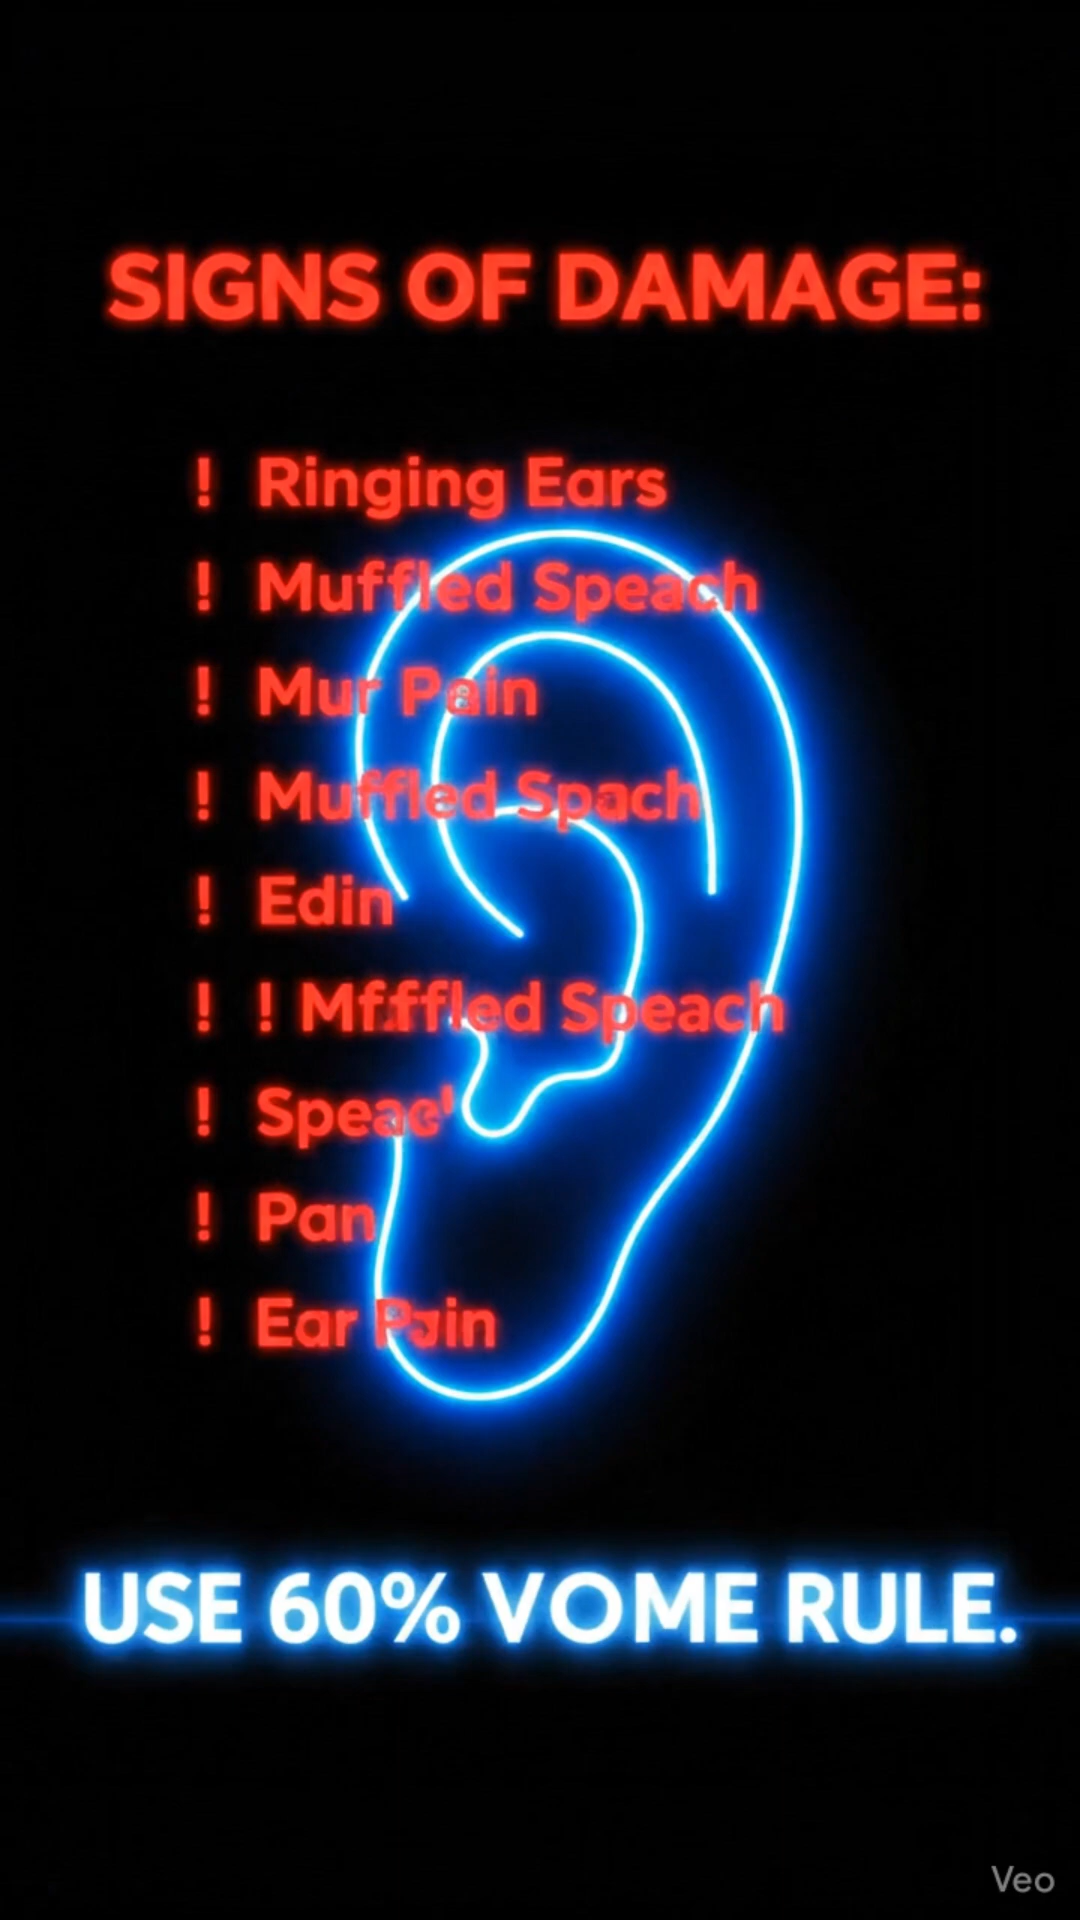 SIGNS OF DAMAGE:
! Ringing Ears
! Muffled Speach
! Mur Pain
! Muffled Spach
! Edin
! ! Mfffled Speach
!
! Pan
! Ear Pain
USE 60% VOME RULE.
Veo